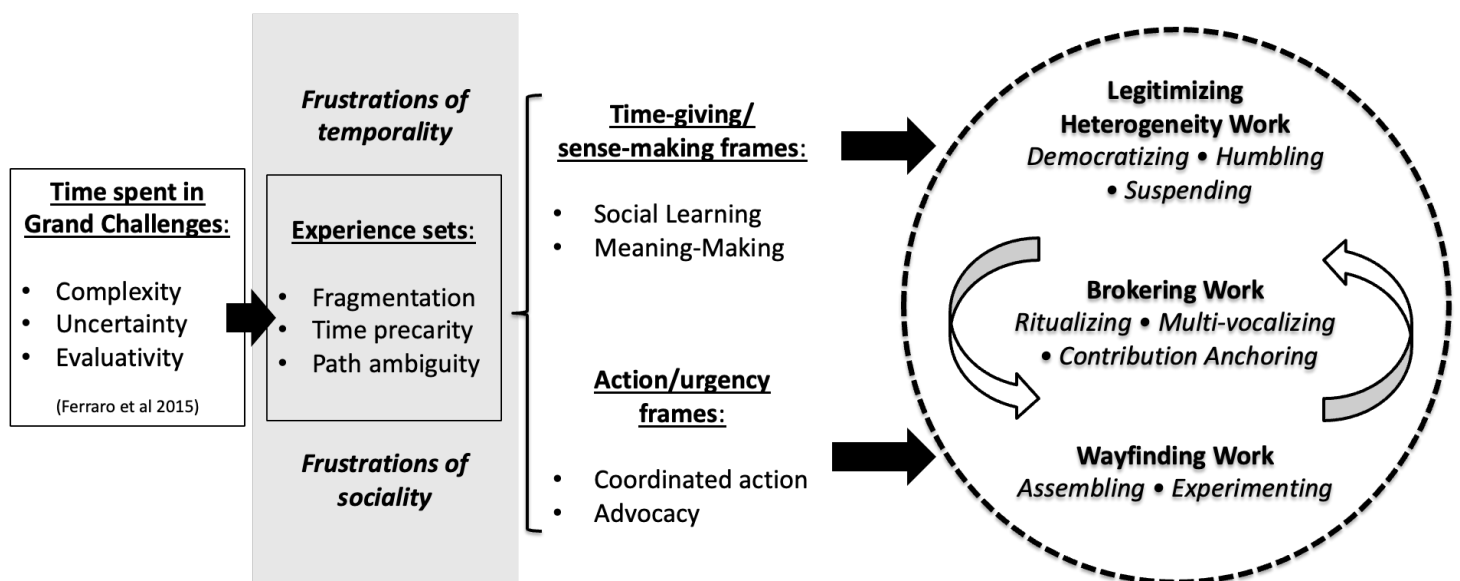 Time spent in
Grand Challenges:
• Complexity
• Uncertainty
• Evaluativity
(Ferraro et al 2015)
Frustrations of
temporality
Experience sets:
• Fragmentation
• Time precarity
• Path ambiguity
Frustrations of
sociality
Time-giving/
sense-making frames:
• Social Learning
• Meaning-Making
Action/urgency
frames:
• Coordinated action
• Advocacy
Legitimizing
Heterogeneity Work
Democratizing • Humbling
• Suspending
Brokering Work
Ritualizing • Multi-vocalizing
• Contribution Anchoring
Wayfinding Work
Assembling • Experimenting